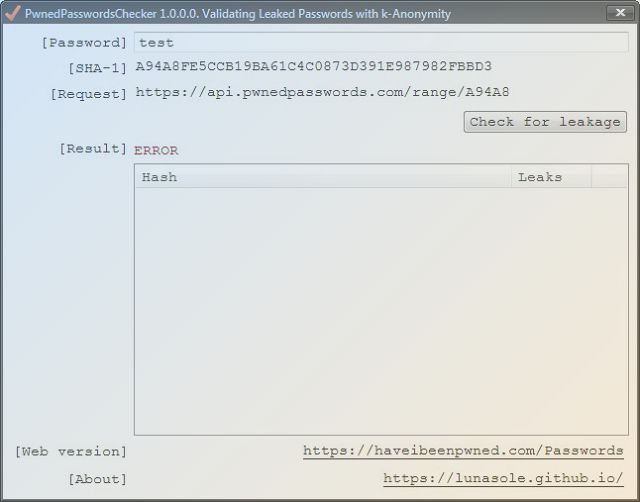 PwnedPasswordsChecker 1.0.0.0. Validating Leaked Passwords with k-Anonymity
[Password] test
[SHA-1] A94A8FE5CCB19BA61C4C0873D391E987982FBBD3
[Request] https://api.pwnedpasswords.com/range/A94A8
Check for leakage
[Result] ERROR
Hash Leaks
[Web version] https://haveibeenpwned.com/Passwords
[About] https://lunasole.github.io/